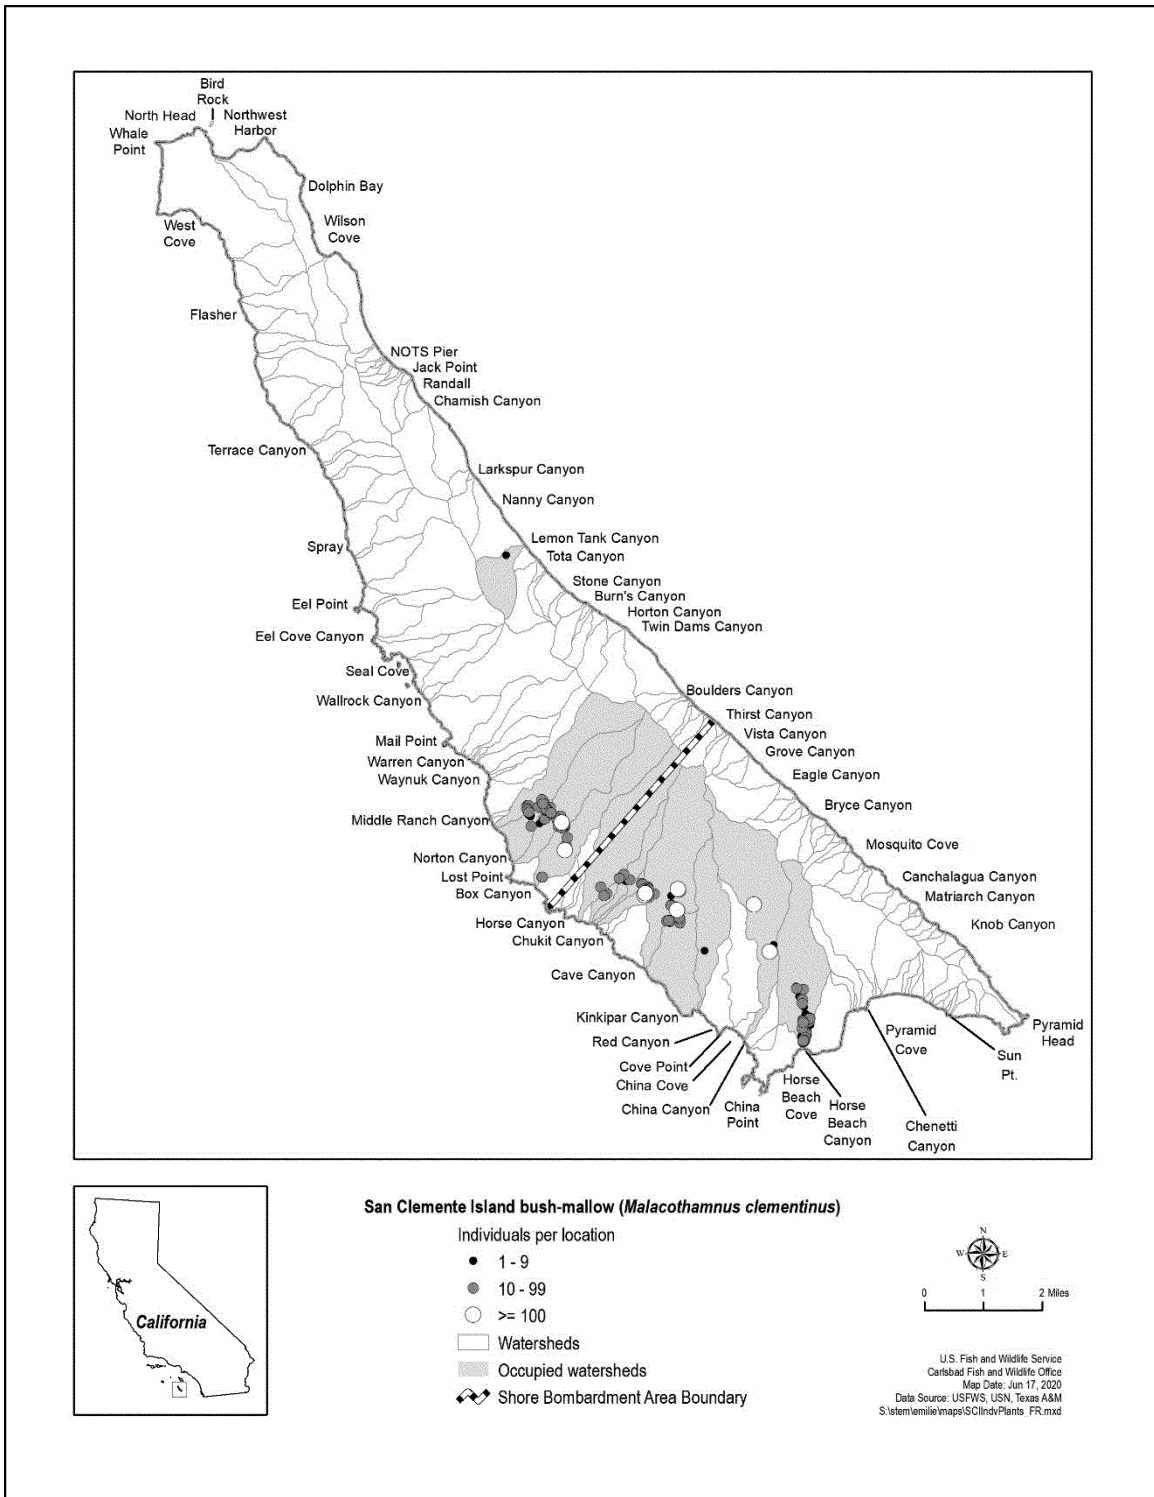 Bird
Rock
North Head
Northwest
Harbor
Whale
Point
Dolphin Bay
West
Cove
Wilson
Cove
Flasher
NOTS Pier
Jack Point
Randall
Chamish Canyon
Terrace Canyon
Larkspur Canyon
Nanny Canyon
Lemon Tank Canyon
Spray
Tota Canyon
Stone Canyon
Burn's Canyon
Eel Point
Horton Canyon
Twin Dams Canyon
Eel Cove Canyon
Seal Cove
Boulders Canyon
Wallrock Canyon
Thirst Canyon
Vista Canyon
Mail Point
Grove Canyon
Warren Canyon
Eagle Canyon
Waynuk Canyon
Bryce Canyon
Middle Ranch Canyon
Mosquito Cove
Norton Canyon
Lost Point
Canchalagua Canyon
Box Canyon
Matriarch Canyon
Horse Canyon
Knob Canyon
Chukit Canyon
Cave Canyon
Kinkipar Canyon
Red Canyon
Pyramid
Cove
Pyramid
Head
Cove Point
Sun
Pt.
China Cove
China Canyon
China
Point
Horse
Beach
Cove
Horse
Beach
Canyon
Chenetti
Canyon
California
San Clemente Island bush-mallow (Malacothamnus clementinus)
Individuals per location
1 - 9
10 - 99
>= 100
Watersheds
Occupied watersheds
Shore Bombardment Area Boundary
N
W
E
S
0 1 2 Miles
U.S. Fish and Wildlife Service
Carlsbad Fish and Wildlife Office
Map Date: Jun 17, 2020
Data Source: USFWS, USN, Texas A&M
S:\stem\emilie\maps\SCIIndvPlants_FR.mxd